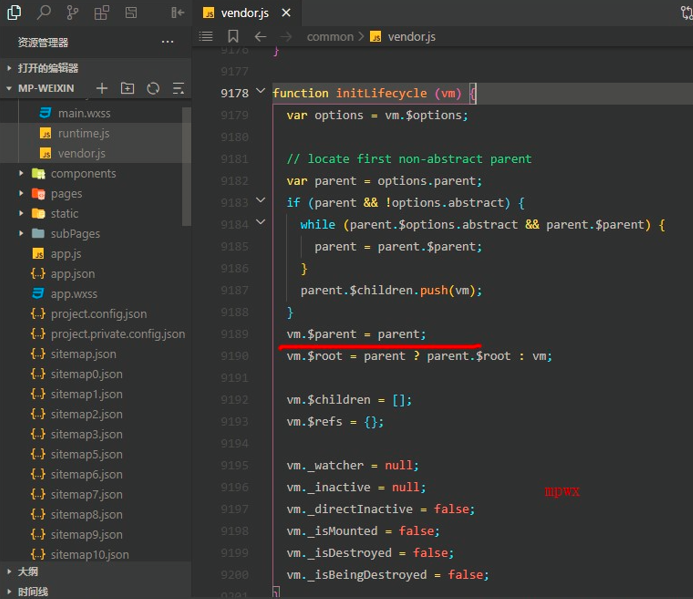 vendor.js
资源管理器
common > vendor.js
打开的编辑器
MP-WEIXIN
main.wxss
runtime.js
vendor.js
components
pages
static
subPages
app.js
app.json
app.wxss
project.config.json
project.private.config.json
sitemap.json
sitemap0.json
sitemap1.json
sitemap2.json
sitemap3.json
sitemap5.json
sitemap6.json
sitemap7.json
sitemap8.json
sitemap9.json
sitemap10.json
大纲
时间线
9176 }
9177
9178 function initLifecycle (vm) {
9179 var options = vm.$options;
9180
9181 // locate first non-abstract parent
9182 var parent = options.parent;
9183 if (parent && !options.abstract) {
9184 while (parent.$options.abstract && parent.$parent) {
9185 parent = parent.$parent;
9186 }
9187 parent.$children.push(vm);
9188 }
9189 vm.$parent = parent;
9190 vm.$root = parent ? parent.$root : vm;
9191
9192 vm.$children = [];
9193 vm.$refs = {};
9194
9195 vm._watcher = null;
9196 vm._inactive = null;
mpwx
9197 vm._directInactive = false;
9198 vm._isMounted = false;
9199 vm._isDestroyed = false;
9200 vm._isBeingDestroyed = false;
9201 }